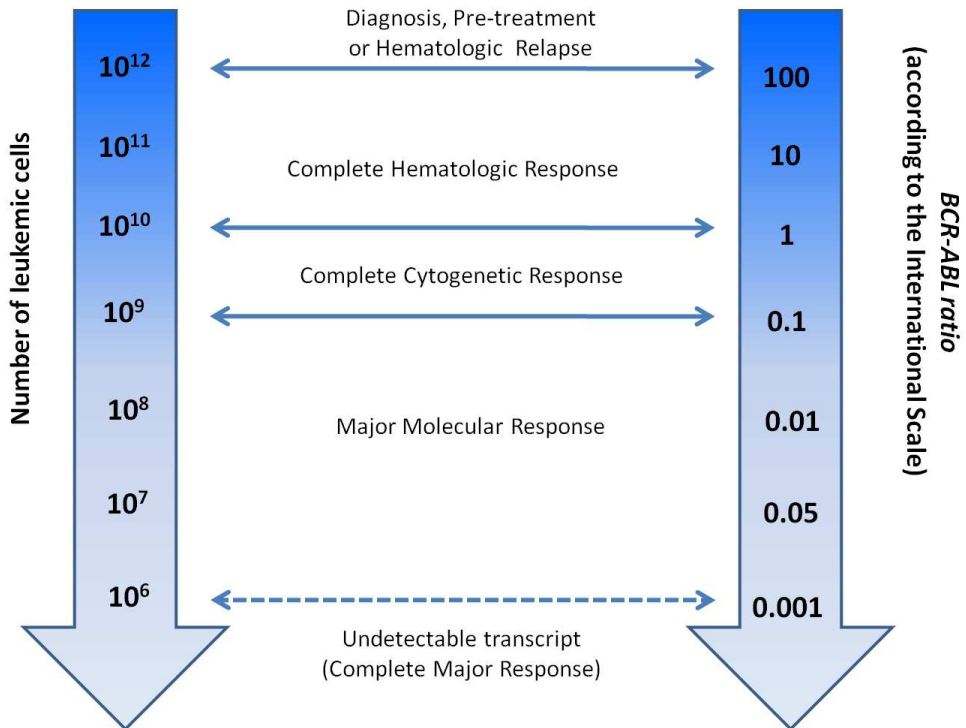 Diagnosis, Pre-treatment
or Hematologic Relapse
10¹²
100
10¹¹
10
Complete Hematologic Response
10¹⁰
1
Complete Cytogenetic Response
10⁹
0.1
10⁸
0.01
Major Molecular Response
10⁷
0.05
10⁶
0.001
Undetectable transcript
(Complete Major Response)
Number of leukemic cells
BCR-ABL ratio
(according to the International Scale)